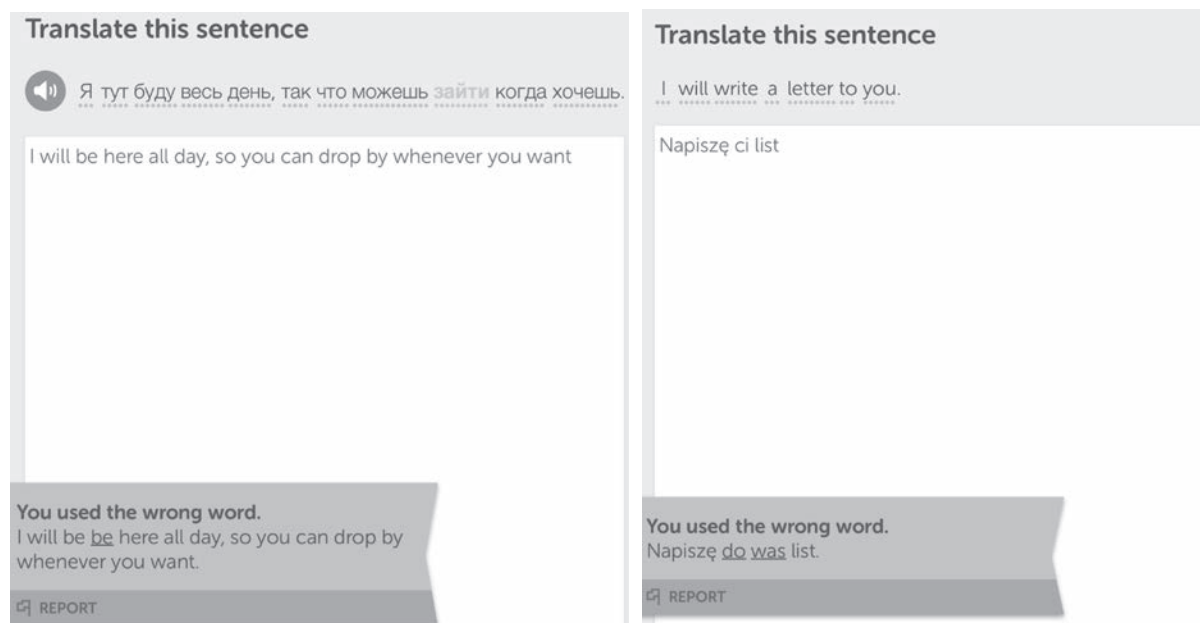 Translate this sentence
Я тут буду весь день, так что можешь зайти когда хочешь.
I will be here all day, so you can drop by whenever you want
You used the wrong word.
I will be be here all day, so you can drop by
whenever you want.
REPORT
Translate this sentence
I will write a letter to you.
Napiszę ci list
You used the wrong word.
Napiszę do was list.
REPORT